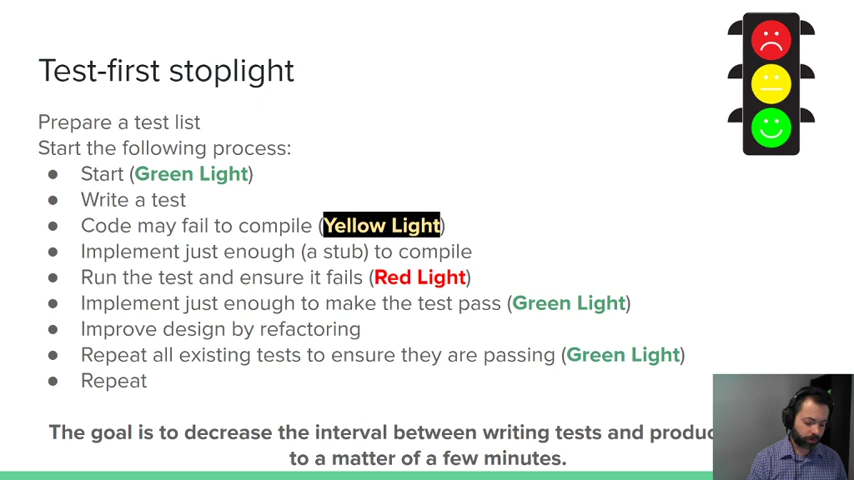 Test-first stoplight
Prepare a test list
Start the following process:
● Start (Green Light)
● Write a test
● Code may fail to compile (Yellow Light)
● Implement just enough (a stub) to compile
● Run the test and ensure it fails (Red Light)
● Implement just enough to make the test pass (Green Light)
● Improve design by refactoring
● Repeat all existing tests to ensure they are passing (Green Light)
● Repeat
The goal is to decrease the interval between writing tests and
to a matter of a few minutes.